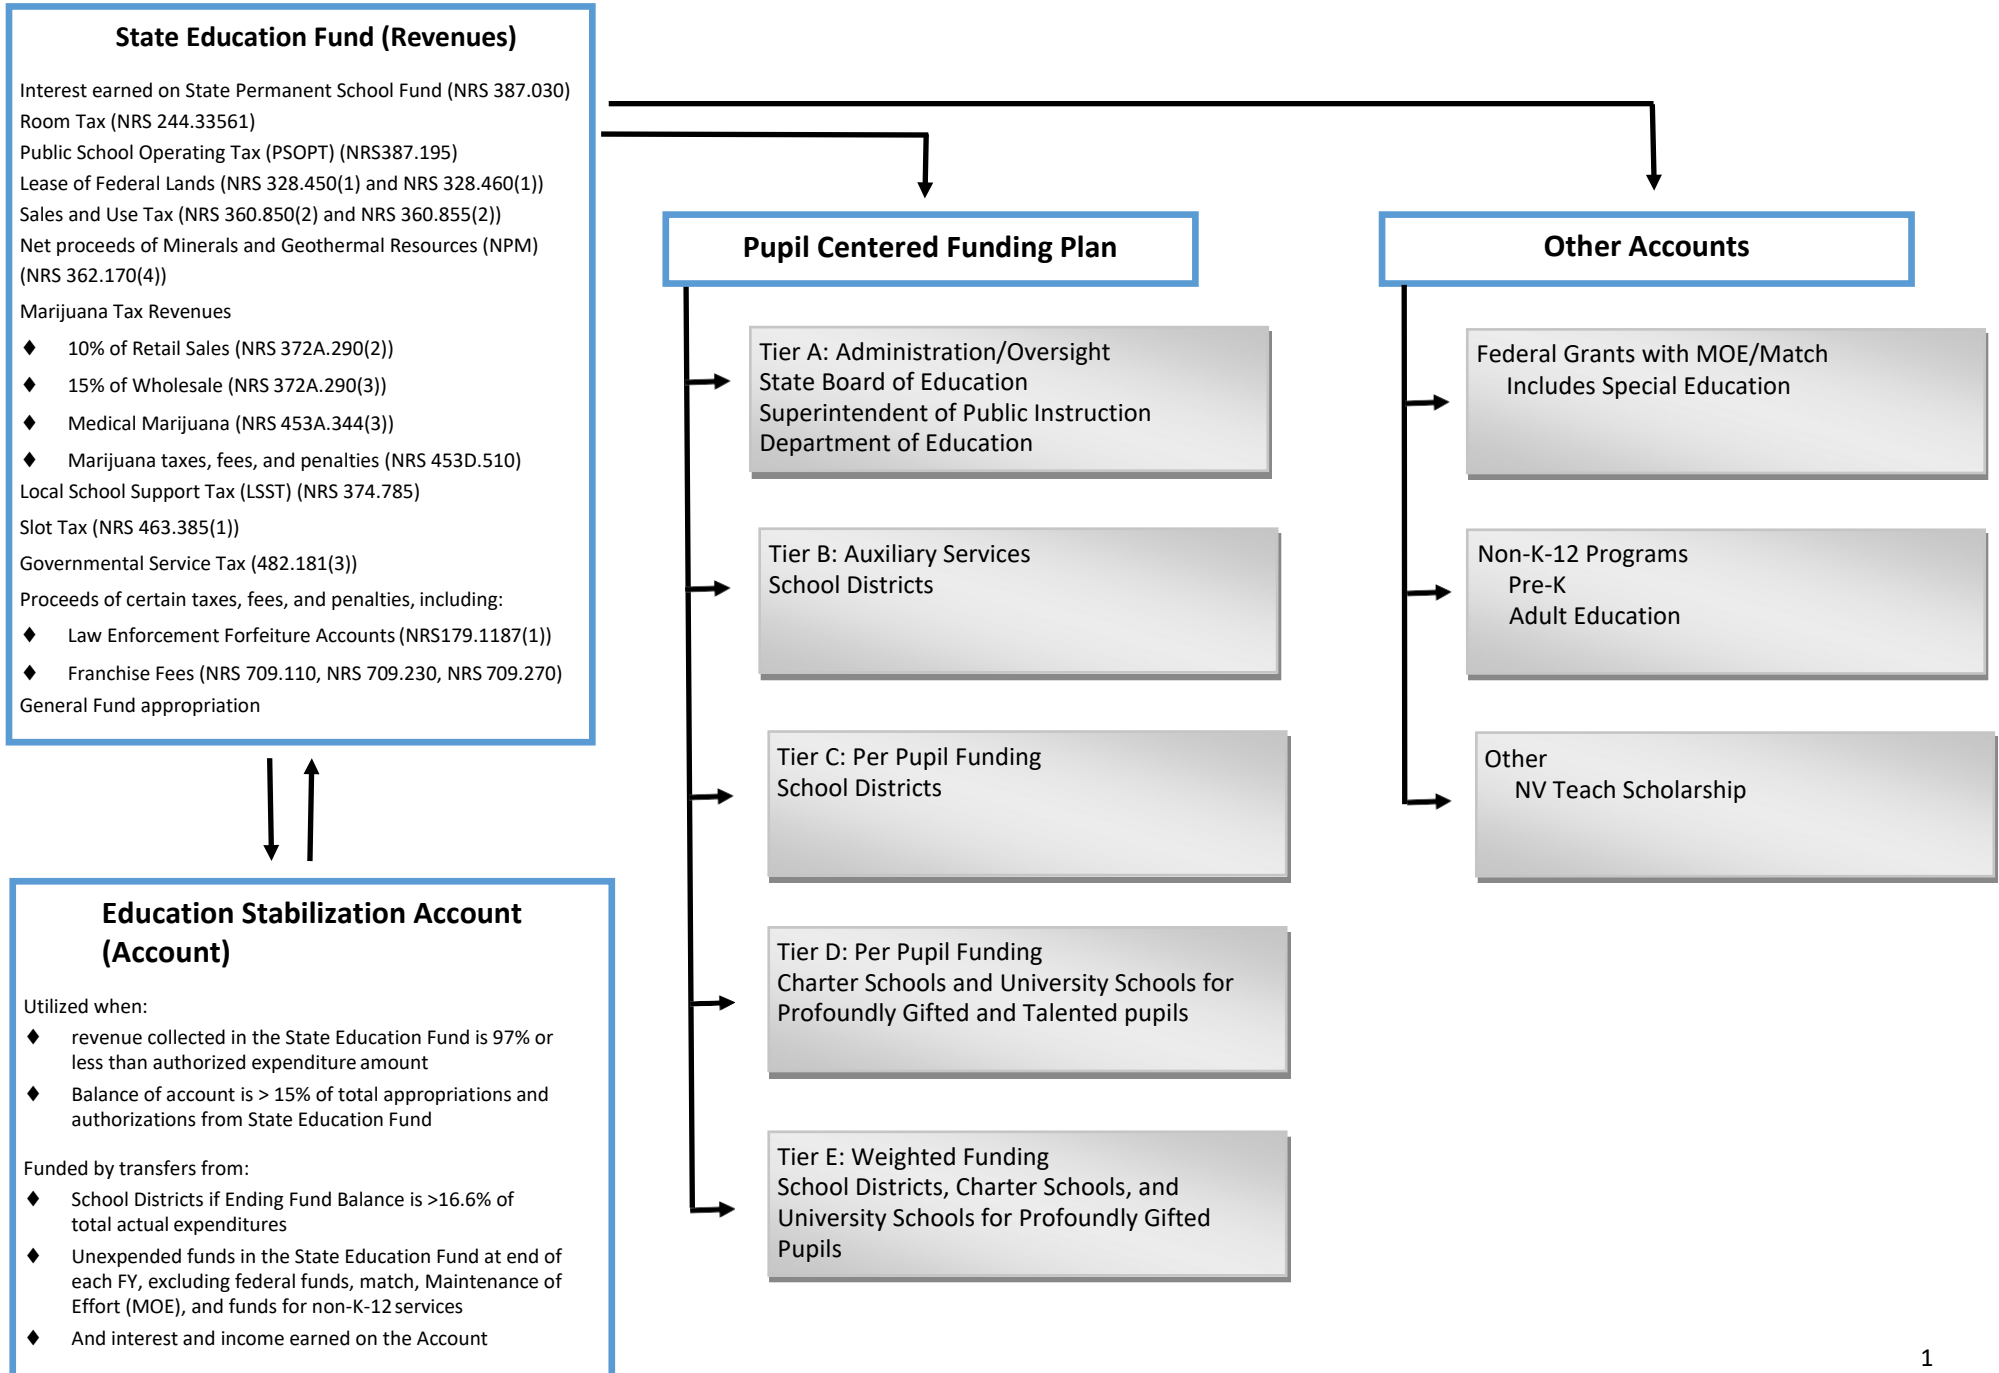 State Education Fund (Revenues)
Interest earned on State Permanent School Fund (NRS 387.030)
Room Tax (NRS 244.33561)
Public School Operating Tax (PSOPT) (NRS387.195)
Lease of Federal Lands (NRS 328.450(1) and NRS 328.460(1))
Sales and Use Tax (NRS 360.850(2) and NRS 360.855(2))
Net proceeds of Minerals and Geothermal Resources (NPM)
(NRS 362.170(4))
Marijuana Tax Revenues
♦ 10% of Retail Sales (NRS 372A.290(2))
♦ 15% of Wholesale (NRS 372A.290(3))
♦ Medical Marijuana (NRS 453A.344(3))
♦ Marijuana taxes, fees, and penalties (NRS 453D.510)
Local School Support Tax (LSST) (NRS 374.785)
Slot Tax (NRS 463.385(1))
Governmental Service Tax (482.181(3))
Proceeds of certain taxes, fees, and penalties, including:
♦ Law Enforcement Forfeiture Accounts (NRS179.1187(1))
♦ Franchise Fees (NRS 709.110, NRS 709.230, NRS 709.270)
General Fund appropriation
Education Stabilization Account
(Account)
Utilized when:
♦ revenue collected in the State Education Fund is 97% or
less than authorized expenditure amount
♦ Balance of account is > 15% of total appropriations and
authorizations from State Education Fund
Funded by transfers from:
♦ School Districts if Ending Fund Balance is >16.6% of
total actual expenditures
♦ Unexpended funds in the State Education Fund at end of
each FY, excluding federal funds, match, Maintenance of
Effort (MOE), and funds for non-K-12 services
♦ And interest and income earned on the Account
Pupil Centered Funding Plan
Tier A: Administration/Oversight
State Board of Education
Superintendent of Public Instruction
Department of Education
Tier B: Auxiliary Services
School Districts
Tier C: Per Pupil Funding
School Districts
Tier D: Per Pupil Funding
Charter Schools and University Schools for
Profoundly Gifted and Talented pupils
Tier E: Weighted Funding
School Districts, Charter Schools, and
University Schools for Profoundly Gifted
Pupils
Other Accounts
Federal Grants with MOE/Match
Includes Special Education
Non-K-12 Programs
Pre-K
Adult Education
Other
NV Teach Scholarship
1